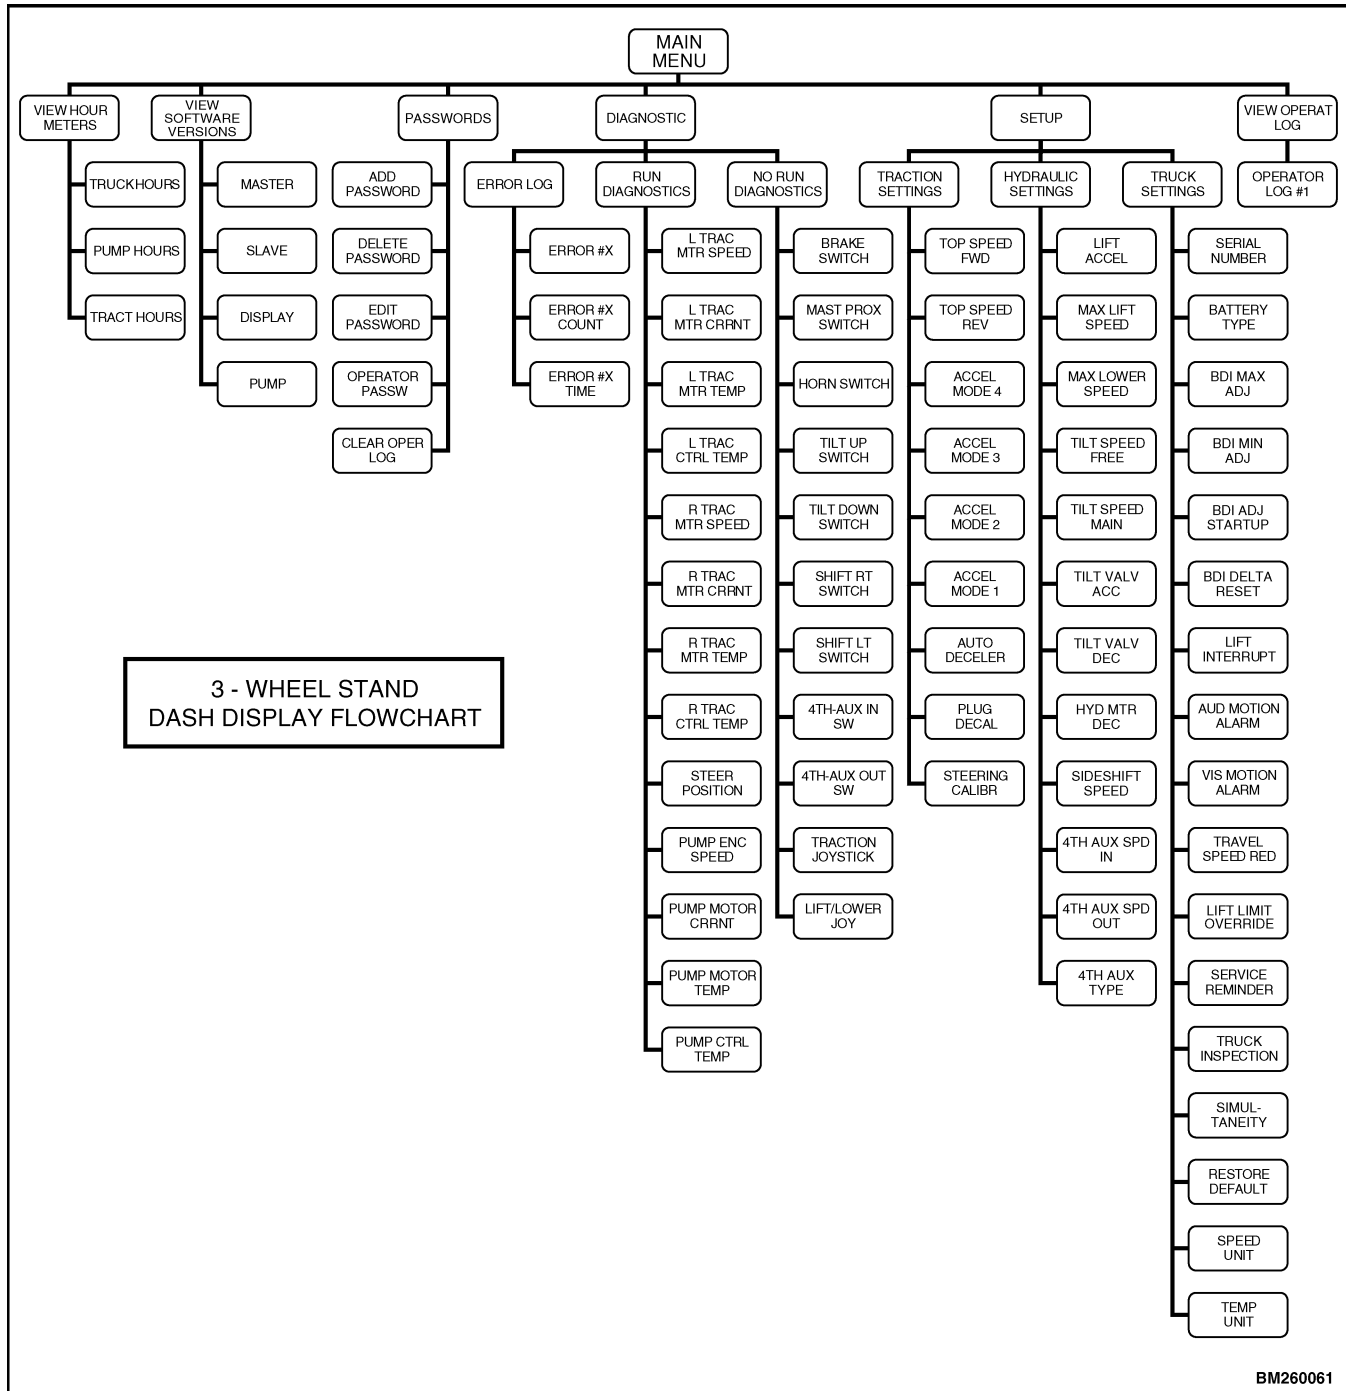 MAIN
MENU
VIEW HOUR
METERS
TRUCK HOURS
PUMP HOURS
TRACT HOURS
VIEW
SOFTWARE
VERSIONS
MASTER
SLAVE
DISPLAY
PUMP
PASSWORDS
ADD
PASSWORD
DELETE
PASSWORD
EDIT
PASSWORD
OPERATOR
PASSW
CLEAR OPER
LOG
DIAGNOSTIC
ERROR LOG
ERROR #X
ERROR #X
COUNT
ERROR #X
TIME
RUN
DIAGNOSTICS
L TRAC
MTR SPEED
L TRAC
MTR CRRNT
L TRAC
MTR TEMP
L TRAC
CTRL TEMP
R TRAC
MTR SPEED
R TRAC
MTR CRRNT
R TRAC
MTR TEMP
R TRAC
CTRL TEMP
STEER
POSITION
PUMP ENC
SPEED
PUMP MOTOR
CRRNT
PUMP MOTOR
TEMP
PUMP CTRL
TEMP
NO RUN
DIAGNOSTICS
BRAKE
SWITCH
MAST PROX
SWITCH
HORN SWITCH
TILT UP
SWITCH
TILT DOWN
SWITCH
SHIFT RT
SWITCH
SHIFT LT
SWITCH
4TH-AUX IN
SW
4TH-AUX OUT
SW
TRACTION
JOYSTICK
LIFT/LOWER
JOY
SETUP
TRACTION
SETTINGS
TOP SPEED
FWD
TOP SPEED
REV
ACCEL
MODE 4
ACCEL
MODE 3
ACCEL
MODE 2
ACCEL
MODE 1
AUTO
DECELER
PLUG
DECAL
STEERING
CALIBR
HYDRAULIC
SETTINGS
LIFT
ACCEL
MAX LIFT
SPEED
MAX LOWER
SPEED
TILT SPEED
FREE
TILT SPEED
MAIN
TILT VALV
ACC
TILT VALV
DEC
HYD MTR
DEC
SIDESHIFT
SPEED
4TH AUX SPD
IN
4TH AUX SPD
OUT
4TH AUX
TYPE
TRUCK
SETTINGS
SERIAL
NUMBER
BATTERY
TYPE
BDI MAX
ADJ
BDI MIN
ADJ
BDI ADJ
STARTUP
BDI DELTA
RESET
LIFT
INTERRUPT
AUD MOTION
ALARM
VIS MOTION
ALARM
TRAVEL
SPEED RED
LIFT LIMIT
OVERRIDE
SERVICE
REMINDER
TRUCK
INSPECTION
SIMUL-
TANEITY
RESTORE
DEFAULT
SPEED
UNIT
TEMP
UNIT
VIEW OPERAT
LOG
OPERATOR
LOG #1
3 - WHEEL STAND
DASH DISPLAY FLOWCHART
BM260061